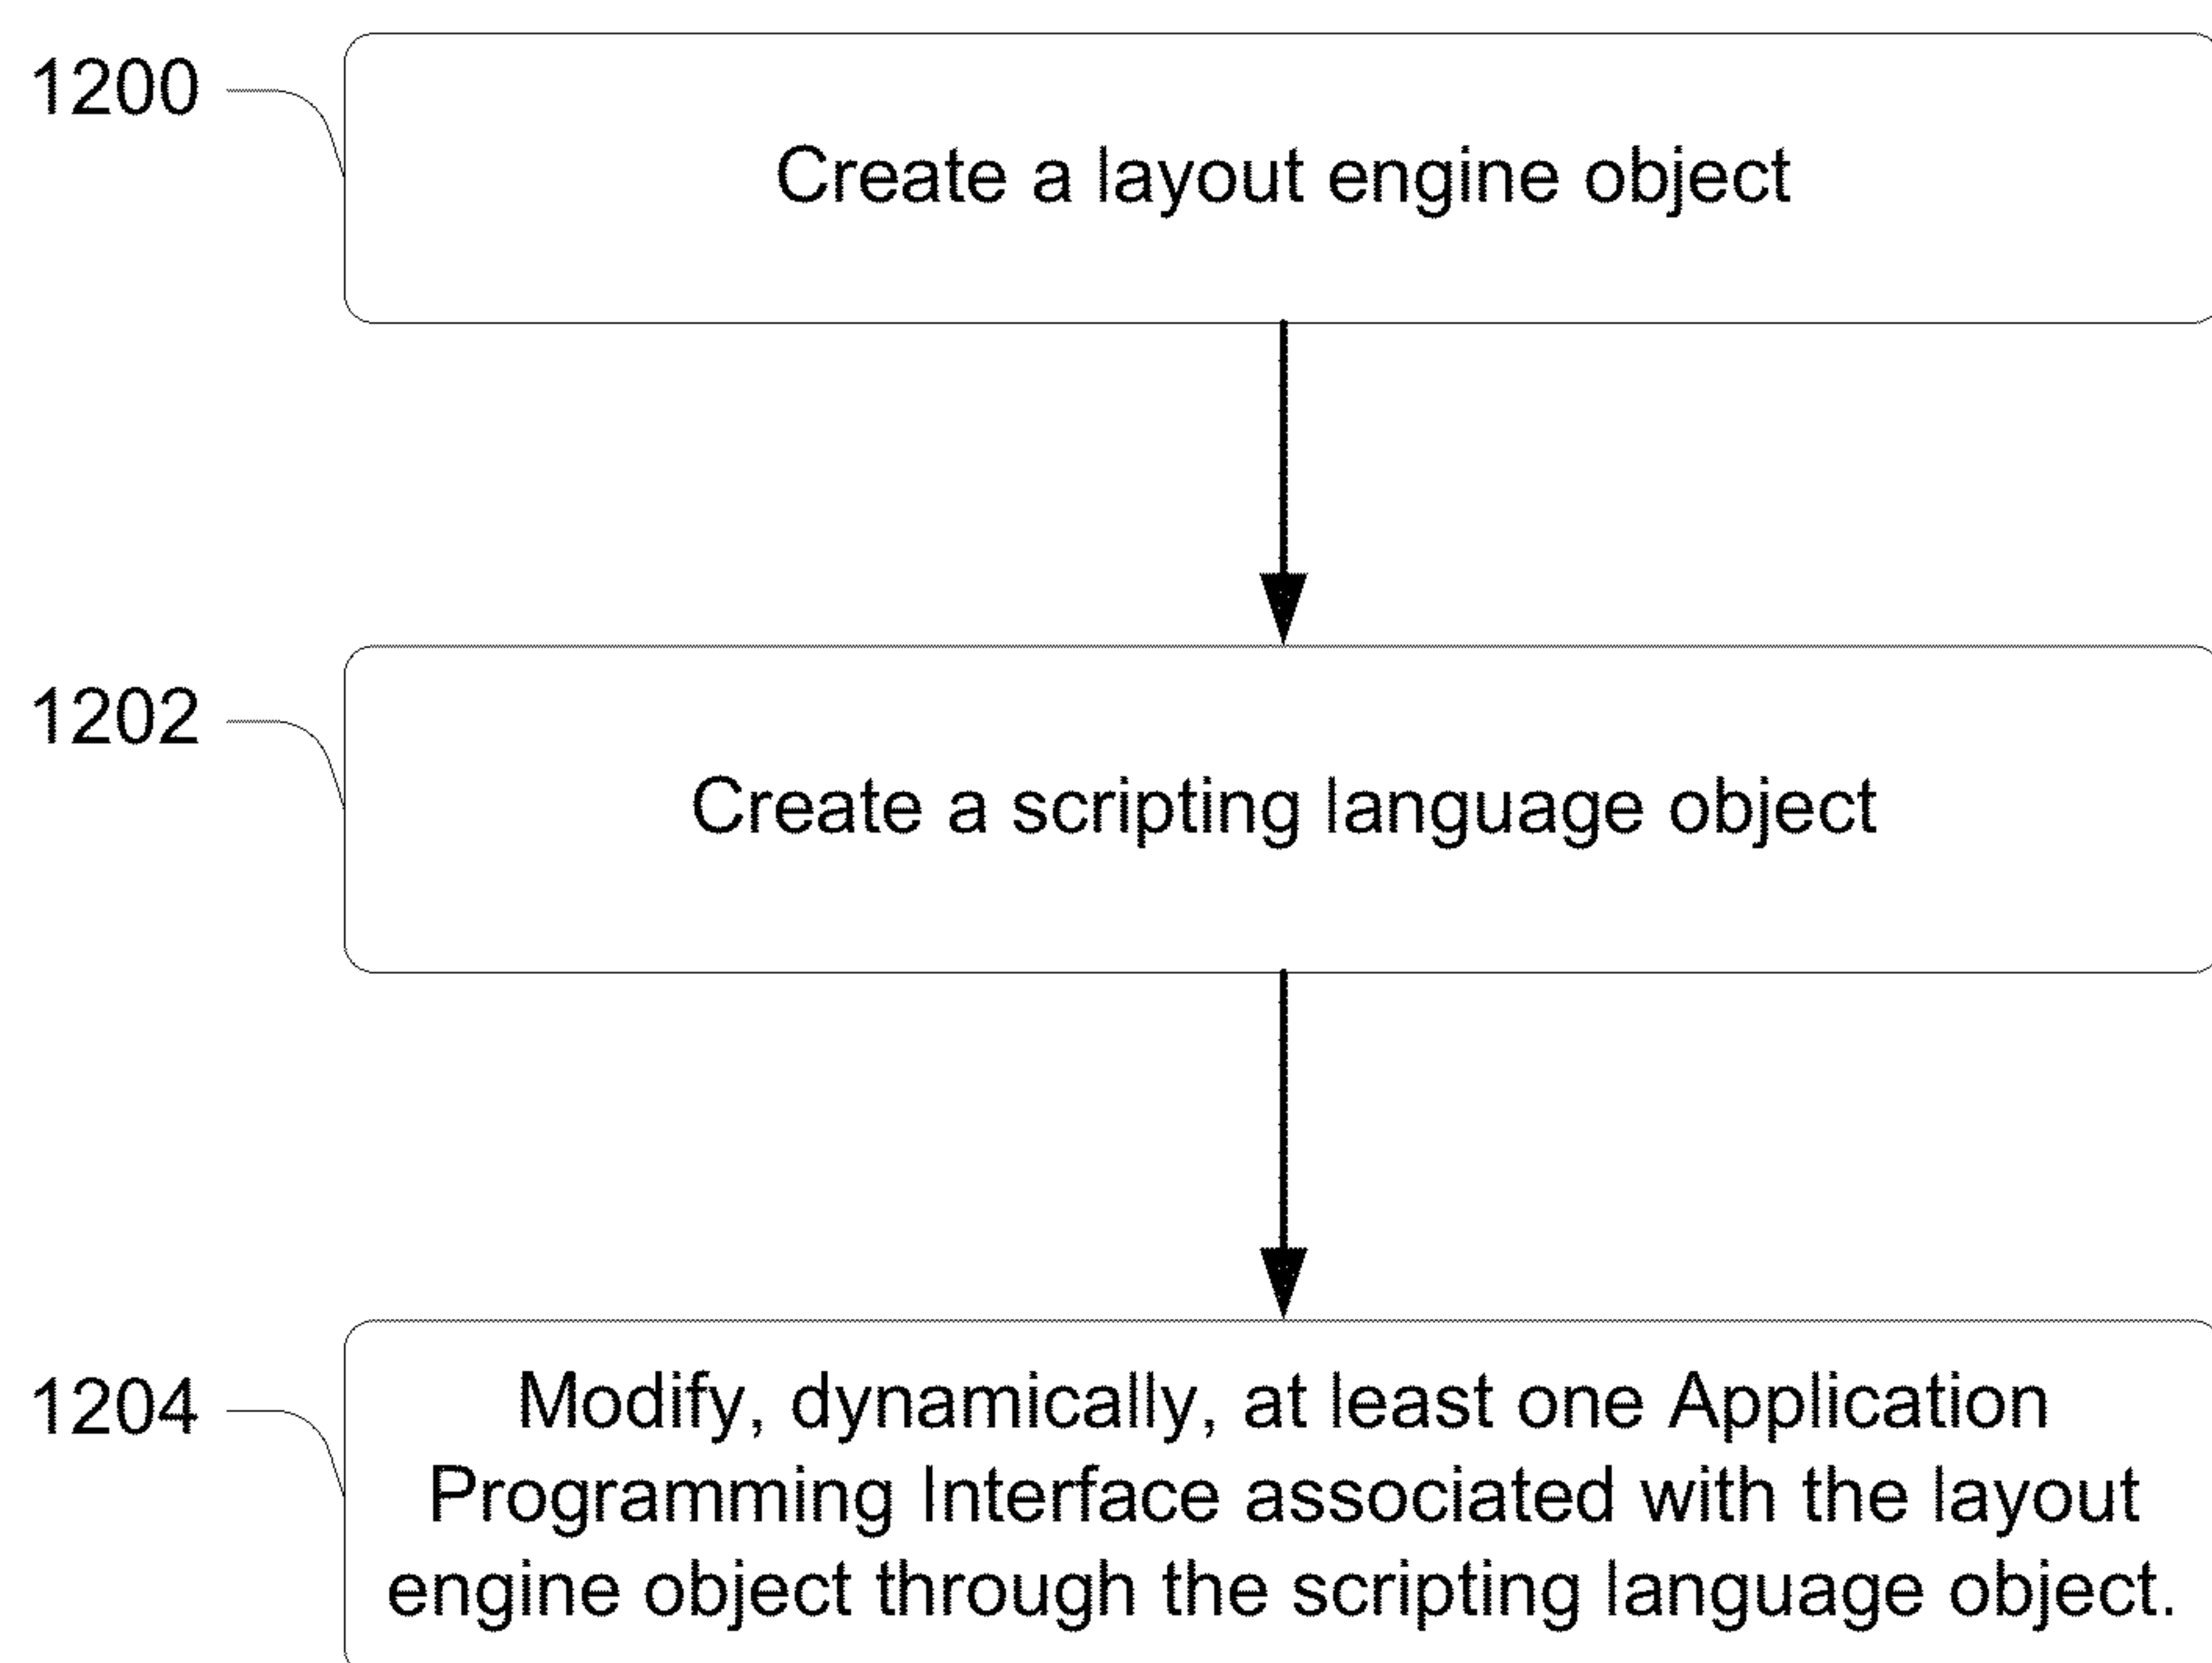 1200
Create a layout engine object
1202
Create a scripting language object
1204
Modify, dynamically, at least one Application
Programming Interface associated with the layout
engine object through the scripting language object.